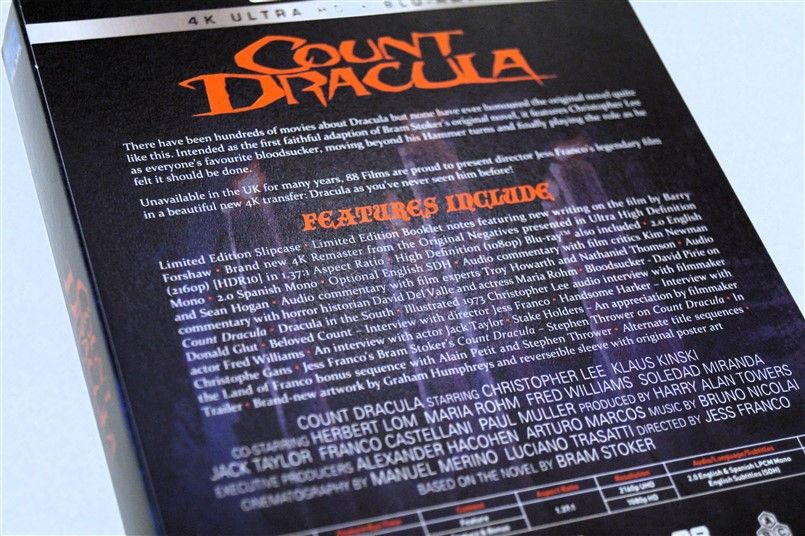 4K ULTRA HD · BLU-RAY
COUNT
DRACULA
There have been hundreds of movies about Dracula but none have ever honoured the original novel quite
like this. Intended as the first faithful adaption of Bram Stoker's original novel, it features Christopher Lee
as everyone's favourite bloodsucker, moving beyond his Hammer turns and finally playing the role as he
felt it should be done.
Unavailable in the UK for many years, 88 Films are proud to present director Jess Franco's legendary film
in a beautiful new 4K transfer: Dracula as you've never seen him before!
FEATURES INCLUDE
Limited Edition Slipcase • Limited Edition Booklet notes featuring new writing on the film by Barry
Forshaw • Brand new 4K Remaster from the Original Negatives presented in Ultra High Definition
(2160p) [HDR10] in 1.37:1 Aspect Ratio • High Definition (1080p) Blu-ray™ also included • 2.0 English
Mono • 2.0 Spanish Mono • Optional English SDH • Audio commentary with film critics Kim Newman
and Sean Hogan • Audio commentary with film experts Troy Howarth and Nathaniel Thomson • Audio
commentary with horror historian David Del Valle and actress Maria Rohm • Bloodsucker - David Pirie on
Count Dracula • Dracula in the South • Illustrated 1973 Christopher Lee audio interview with filmmaker
Donald Glut • Beloved Count – Interview with director Jess Franco • Handsome Harker - Interview with
actor Fred Williams • An interview with actor Jack Taylor • Stake Holders - An appreciation by filmmaker
Christophe Gans • Jess Franco's Bram Stoker's Count Dracula – Stephen Thrower on Count Dracula • In
the Land of Franco bonus sequence with Alain Petit and Stephen Thrower • Alternate title sequences •
Trailer • Brand-new artwork by Graham Humphreys and reversible sleeve with original poster art
COUNT DRACULA STARRING CHRISTOPHER LEE KLAUS KINSKI
CO-STARRING HERBERT LOM MARIA ROHM FRED WILLIAMS SOLEDAD MIRANDA
JACK TAYLOR FRANCO CASTELLANI PAUL MULLER PRODUCED BY HARRY ALAN TOWERS
EXECUTIVE PRODUCERS ALEXANDER HACOHEN ARTURO MARCOS MUSIC BY BRUNO NICOLAI
CINEMATOGRAPHY BY MANUEL MERINO LUCIANO TRASATTI DIRECTED BY JESS FRANCO
BASED ON THE NOVEL BY BRAM STOKER
Format Aspect Ratio Resolution Audio/Language/Subtitles
Feature 1.37:1 2160p UHD 2.0 English & Spanish LPCM Mono
1080p HD English Subtitles (SDH)
COUNT DRACULA